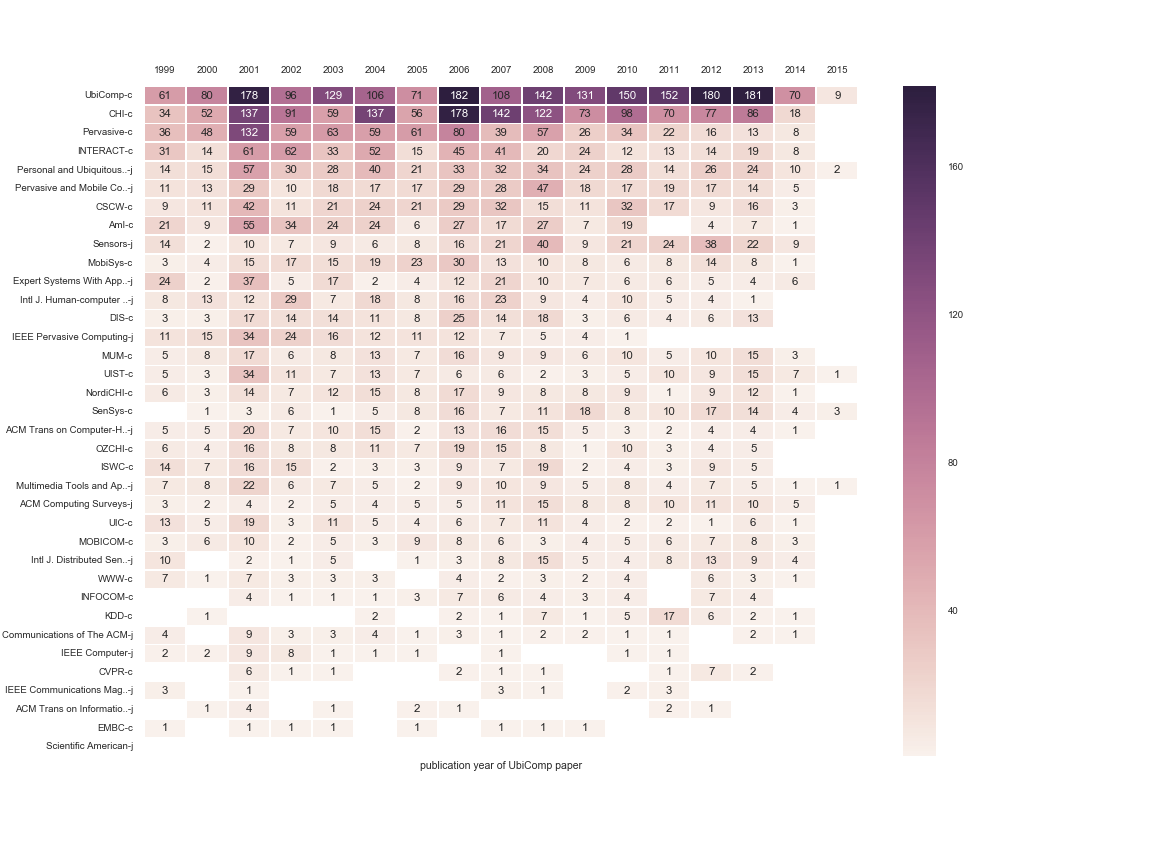 1999 2000 2001 2002 2003 2004 2005 2006 2007 2008 2009 2010 2011 2012 2013 2014 2015
UbiComp-c 61 80 178 96 129 106 71 182 108 142 131 150 152 180 181 70 9
CHI-c 34 52 137 91 59 137 56 178 142 122 73 98 70 77 86 18
Pervasive-c 36 48 132 59 63 59 61 80 39 57 26 34 22 16 13 8
INTERACT-c 31 14 61 62 33 52 15 45 41 20 24 12 13 14 19 8
Personal and Ubiquitous..-j 14 15 57 30 28 40 21 33 32 34 24 28 14 26 24 10 2
160
Pervasive and Mobile Co..-j 11 13 29 10 18 17 17 29 28 47 18 17 19 17 14 5
CSCW-c 9 11 42 11 21 24 21 29 32 15 11 32 17 9 16 3
AmI-c 21 9 55 34 24 24 6 27 17 27 7 19 4 7 1
Sensors-j 14 2 10 7 9 6 8 16 21 40 9 21 24 38 22 9
MobiSys-c 3 4 15 17 15 19 23 30 13 10 8 6 8 14 8 1
Expert Systems With App..-j 24 2 37 5 17 2 4 12 21 10 7 6 6 5 4 6
Intl J. Human-computer ..-j 8 13 12 29 7 18 8 16 23 9 4 10 5 4 1
120
DIS-c 3 3 17 14 14 11 8 25 14 18 3 6 4 6 13
IEEE Pervasive Computing-j 11 15 34 24 16 12 11 12 7 5 4 1
MUM-c 5 8 17 6 8 13 7 16 9 9 6 10 5 10 15 3
UIST-c 5 3 34 11 7 13 7 6 6 2 3 5 10 9 15 7 1
NordiCHI-c 6 3 14 7 12 15 8 17 9 8 8 9 1 9 12 1
SenSys-c 1 3 6 1 5 8 16 7 11 18 8 10 17 14 4 3
ACM Trans on Computer-H..-j 5 5 20 7 10 15 2 13 16 15 5 3 2 4 4 1
OZCHI-c 6 4 16 8 8 11 7 19 15 8 1 10 3 4 5
80
ISWC-c 14 7 16 15 2 3 3 9 7 19 2 4 3 9 5
Multimedia Tools and Ap..-j 7 8 22 6 7 5 2 9 10 9 5 8 4 7 5 1 1
ACM Computing Surveys-j 3 2 4 2 5 4 5 5 11 15 8 8 10 11 10 5
UIC-c 13 5 19 3 11 5 4 6 7 11 4 2 2 1 6 1
MOBICOM-c 3 6 10 2 5 3 9 8 6 3 4 5 6 7 8 3
Intl J. Distributed Sen..-j 10 2 1 5 1 3 8 15 5 4 8 13 9 4
WWW-c 7 1 7 3 3 3 4 2 3 2 4 6 3 1
INFOCOM-c 4 1 1 1 3 7 6 4 3 4 7 4
40
KDD-c 1 2 2 1 7 1 5 17 6 2 1
Communications of The ACM-j 4 9 3 3 4 1 3 1 2 2 1 1 2 1
IEEE Computer-j 2 2 9 8 1 1 1 1 1 1
CVPR-c 6 1 1 2 1 1 1 7 2
IEEE Communications Mag..-j 3 1 3 1 2 3
ACM Trans on Informatio..-j 1 4 1 2 1 2 1
EMBC-c 1 1 1 1 1 1 1 1
Scientific American-j
publication year of UbiComp paper